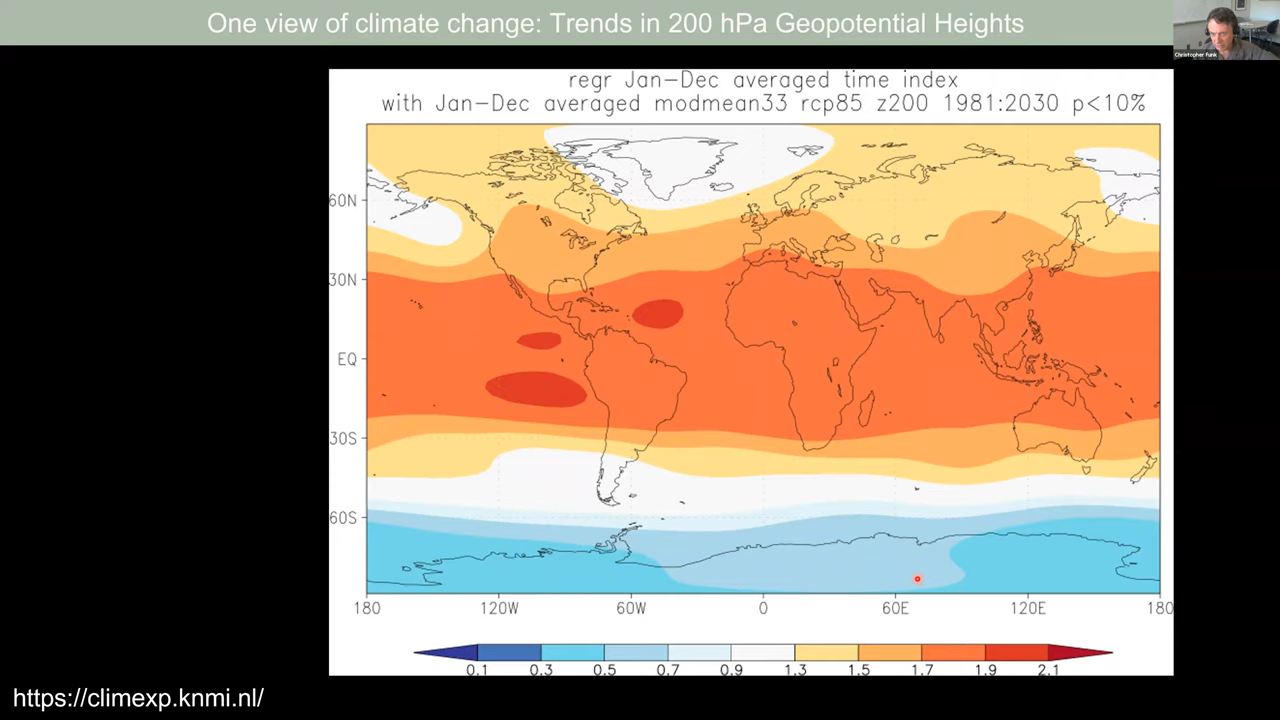 One view of climate change: Trends in 200 hPa Geopotential Heights
Christopher Funk
regr Jan-Dec averaged time index
with Jan-Dec averaged modmean33 rcp85 z200 1981:2030 p<10%
60N
30N
EQ
30S
60S
180 120W 60W 0 60E 120E 180
0.1 0.3 0.5 0.7 0.9 1.3 1.5 1.7 1.9 2.1
https://climexp.knmi.nl/